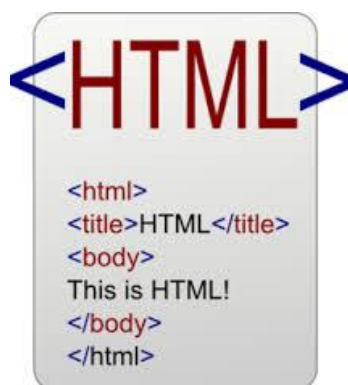 <HTML>
<html>
<title>HTML</title>
<body>
This is HTML!
</body>
</html>